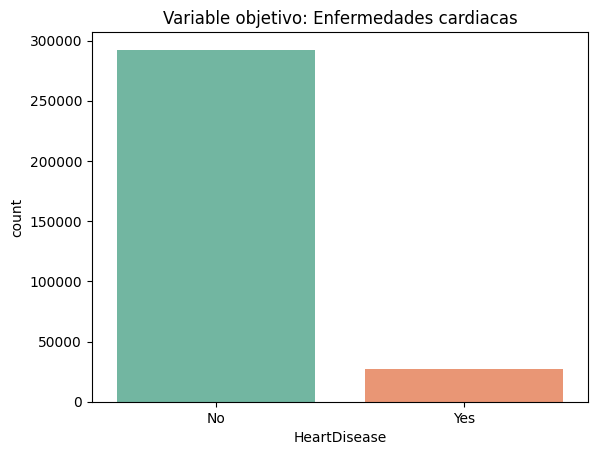 Variable objetivo: Enfermedades cardiacas
300000
250000
200000
150000
100000
50000
0
count
No
Yes
HeartDisease